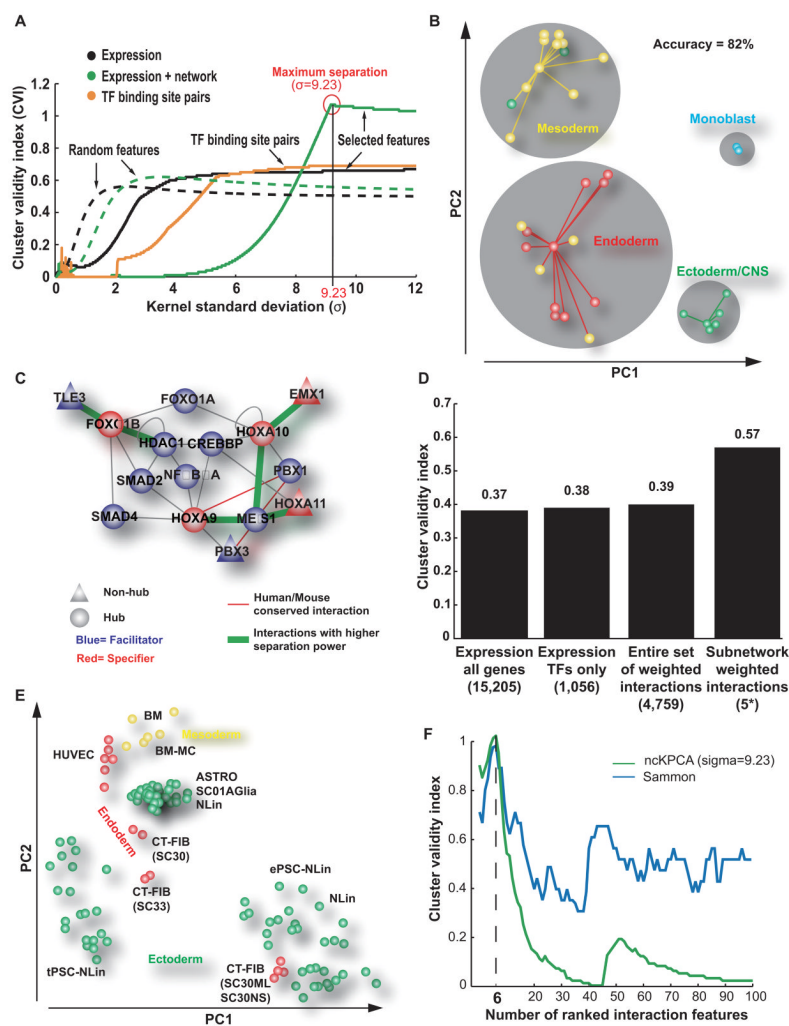 A
Expression
Expression + network
TF binding site pairs
Maximum separation
(σ=9.23)
TF binding site pairs
Random features
Selected features
Cluster validity index (CVI)
1.2
1
0.8
0.6
0.4
0.2
0
0 2 4 6 8 10 12
9.23
Kernel standard deviation (σ)
B
Accuracy = 82%
Mesoderm
Monoblast
Endoderm
Ectoderm/CNS
PC2
PC1
C
TLE3
FOXO1A
EMX1
FOXO1B
HOXA10
HDAC1
CREBBP
PBX1
SMAD2
HOXA11
SMAD4
HOXA9
PBX3
Non-hub
Hub
Blue= Facilitator
Red= Specifier
Human/Mouse
conserved interaction
Interactions with higher
separation power
D
Cluster validity index
0.7
0.6
0.5
0.4
0.3
0.2
0.1
0
0.37
0.38
0.39
0.57
Expression
all genes
(15,205)
Expression
TFs only
(1,056)
Entire set
of weighted
interactions
(4,759)
Subnetwork
weighted
interactions
(5*)
E
BM
Mesoderm
BM-MC
HUVEC
ASTRO
SC01AGlia
NLin
Endoderm
CT-FIB
(SC30)
CT-FIB
(SC33)
ePSC-NLin
NLin
tPSC-NLin
Ectoderm
CT-FIB
(SC30ML
SC30NS)
PC2
PC1
F
ncKPCA (sigma=9.23)
Sammon
Cluster validity index
1
0.8
0.6
0.4
0.2
0
6 20 40 60 80 100
Number of ranked interaction features